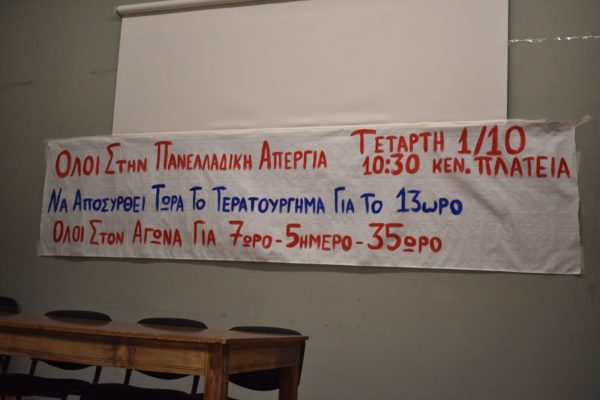 ΟΛΟΙ ΣΤΗΝ ΠΑΝΕΛΛΑΔΙΚΗ ΑΠΕΡΓΙΑ
ΤΕΤΑΡΤΗ 1/10
10:30 ΚΕΝ. ΠΛΑΤΕΙΑ
ΝΑ ΑΠΟΣΥΡΘΕΙ ΤΩΡΑ ΤΟ ΤΕΡΑΤΟΥΡΓΗΜΑ ΓΙΑ ΤΟ 13ΩΡΟ
ΟΛΟΙ ΣΤΟΝ ΑΓΩΝΑ ΓΙΑ 7ΩΡΟ-5ΗΜΕΡΟ-35ΩΡΟ